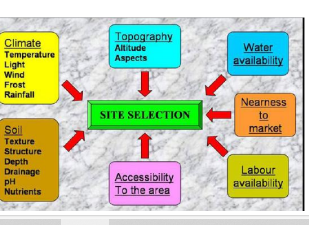 Climate
Temperature
Light
Wind
Frost
Rainfall
Topography
Altitude
Aspects
Water
availability
SITE SELECTION
Nearness
to
market
Soil
Texture
Structure
Depth
Drainage
pH
Nutrients
Accessibility
To the area
Labour
availability